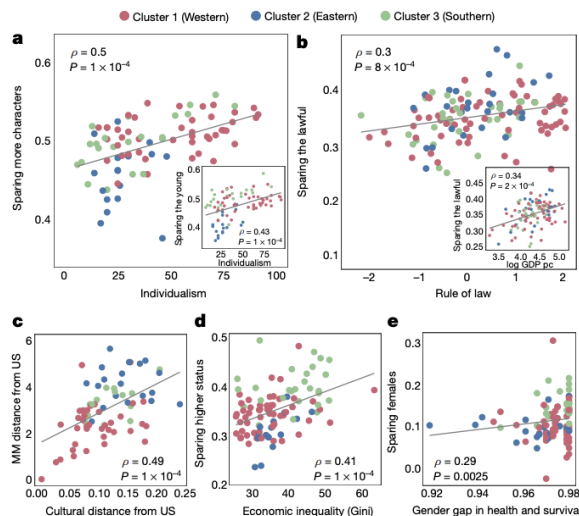 Cluster 1 (Western) Cluster 2 (Eastern) Cluster 3 (Southern)
a
ρ = 0.5
P = 1 × 10⁻⁴
Sparing more characters
0.6
0.5
0.4
0 25 50 75 100
Individualism
Sparing the young
0.6
0.5
0.4
ρ = 0.43
P = 1 × 10⁻⁴
25 50 75
Individualism
b
ρ = 0.3
P = 8 × 10⁻⁴
Sparing the lawful
0.4
0.3
0.2
0.1
−2 −1 0 1 2
Rule of law
Sparing the lawful
0.45
0.40
0.35
0.30
0.25
ρ = 0.34
P = 2 × 10⁻⁴
3.5 4.0 4.5 5.0
log GDP pc
c
MM distance from US
6
4
2
0
ρ = 0.49
P = 1 × 10⁻⁴
0.00 0.05 0.10 0.15 0.20 0.25
Cultural distance from US
d
Sparing higher status
0.5
0.4
0.3
0.2
ρ = 0.41
P = 1 × 10⁻⁴
30 40 50 60
Economic inequality (Gini)
e
Sparing females
0.3
0.2
0.1
0.0
ρ = 0.29
P = 0.0025
0.92 0.94 0.96 0.98
Gender gap in health and surviva